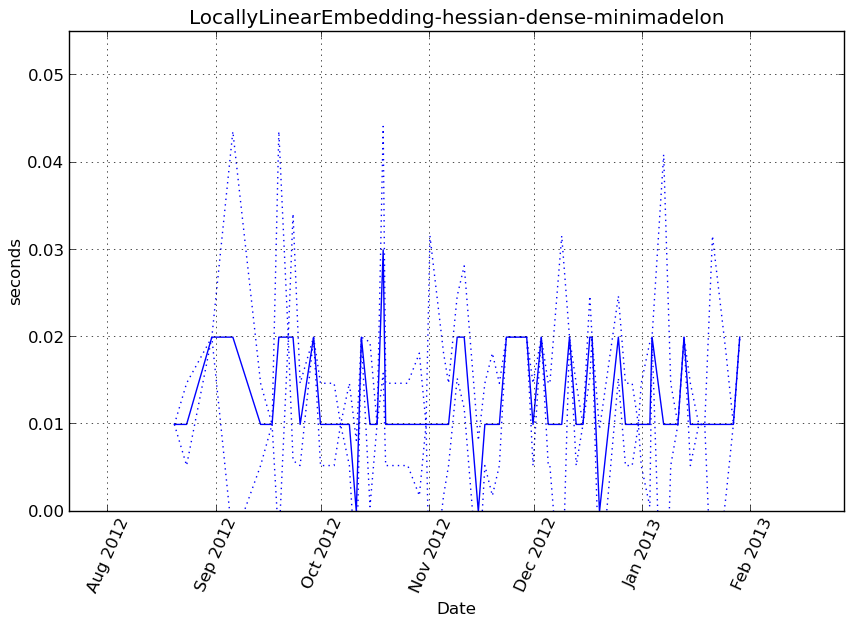 LocallyLinearEmbedding-hessian-dense-minimadelon
0.05
0.04
0.03
0.02
0.01
0.00
seconds
Aug 2012
Sep 2012
Oct 2012
Nov 2012
Dec 2012
Jan 2013
Feb 2013
Date